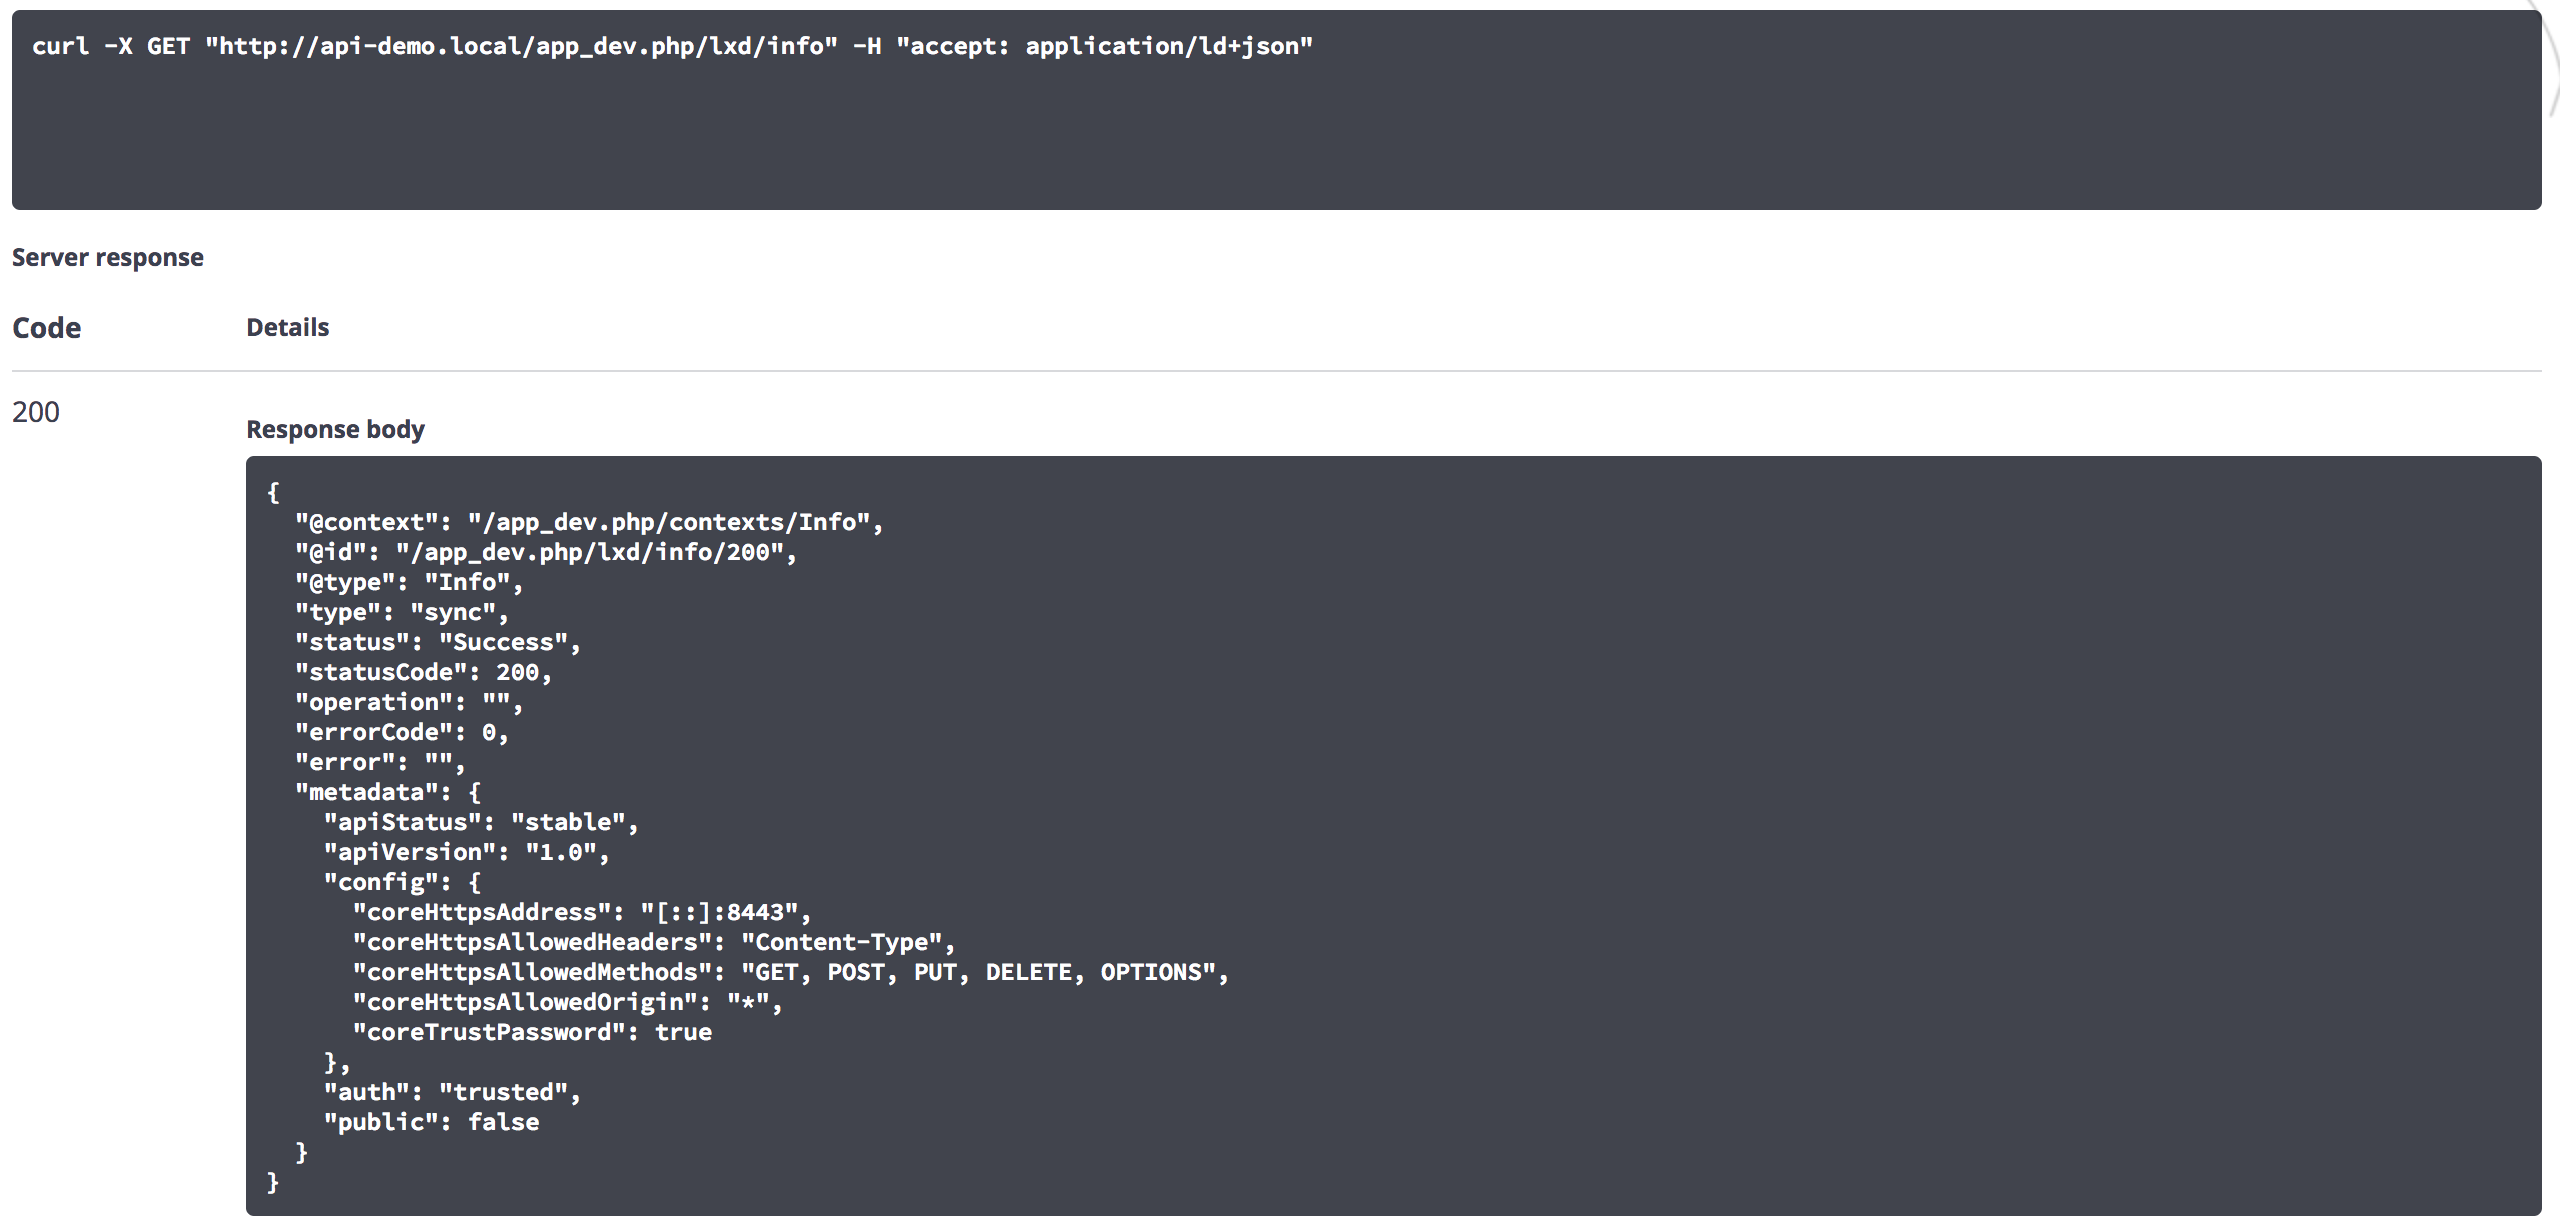 curl -X GET "http://api-demo.local/app_dev.php/lxd/info" -H "accept: application/ld+json"
Server response
Code Details
200
Response body
{
  "@context": "/app_dev.php/contexts/Info",
  "@id": "/app_dev.php/lxd/info/200",
  "@type": "Info",
  "type": "sync",
  "status": "Success",
  "statusCode": 200,
  "operation": "",
  "errorCode": 0,
  "error": "",
  "metadata": {
    "apiStatus": "stable",
    "apiVersion": "1.0",
    "config": {
      "coreHttpsAddress": "[::]:8443",
      "coreHttpsAllowedHeaders": "Content-Type",
      "coreHttpsAllowedMethods": "GET, POST, PUT, DELETE, OPTIONS",
      "coreHttpsAllowedOrigin": "*",
      "coreTrustPassword": true
    },
    "auth": "trusted",
    "public": false
  }
}